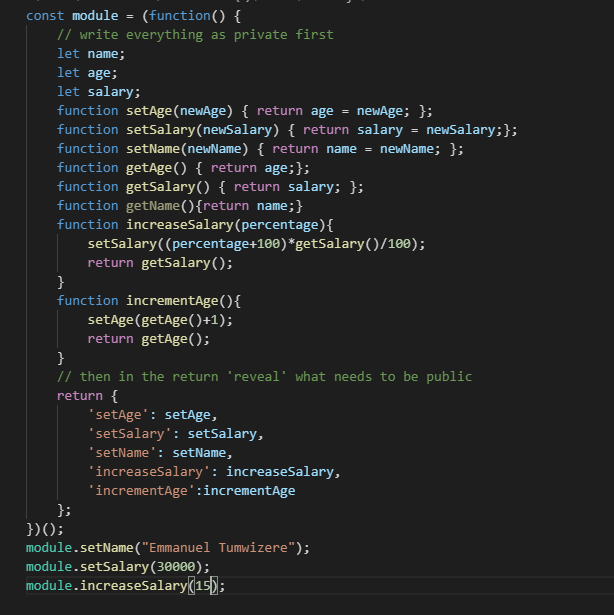 const module = (function() {
    // write everything as private first
    let name;
    let age;
    let salary;
    function setAge(newAge) { return age = newAge; };
    function setSalary(newSalary) { return salary = newSalary;};
    function setName(newName) { return name = newName; };
    function getAge() { return age;};
    function getSalary() { return salary; };
    function getName(){return name;}
    function increaseSalary(percentage){
        setSalary((percentage+100)*getSalary()/100);
        return getSalary();
    }
    function incrementAge(){
        setAge(getAge()+1);
        return getAge();
    }
    // then in the return 'reveal' what needs to be public
    return {
        'setAge': setAge,
        'setSalary': setSalary,
        'setName': setName,
        'increaseSalary': increaseSalary,
        'incrementAge':incrementAge
    };
})();
module.setName("Emmanuel Tumwizere");
module.setSalary(30000);
module.increaseSalary(15);